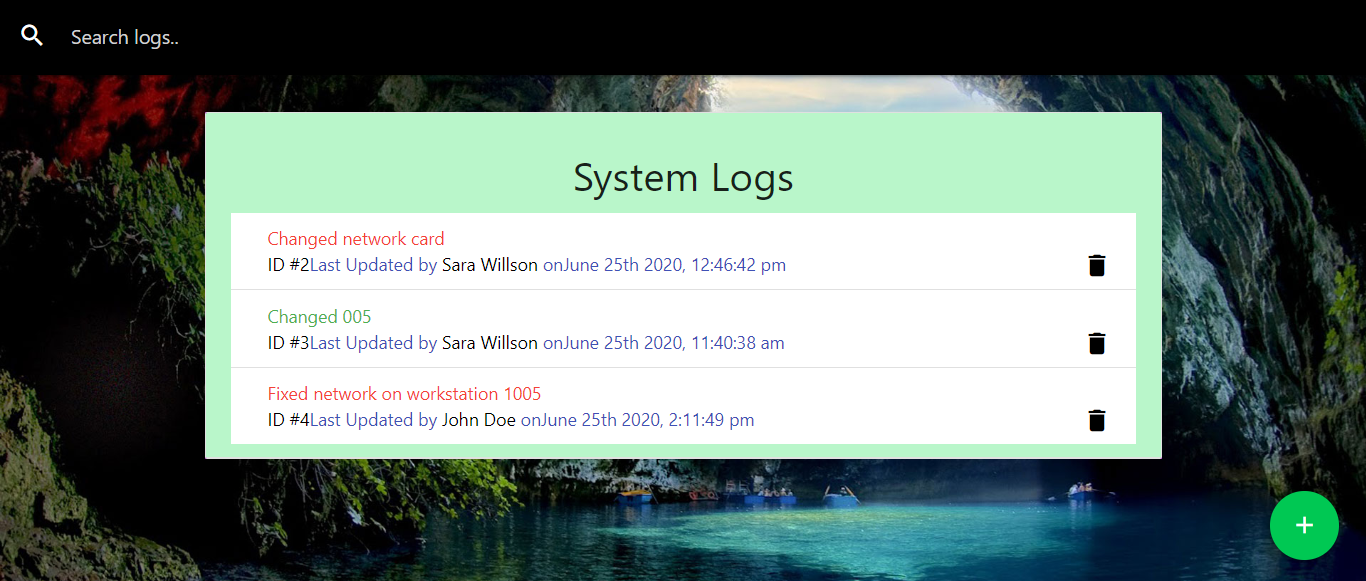 Search logs..
System Logs
Changed network card
ID #2Last Updated by Sara Willson onJune 25th 2020, 12:46:42 pm
Changed 005
ID #3Last Updated by Sara Willson onJune 25th 2020, 11:40:38 am
Fixed network on workstation 1005
ID #4Last Updated by John Doe onJune 25th 2020, 2:11:49 pm